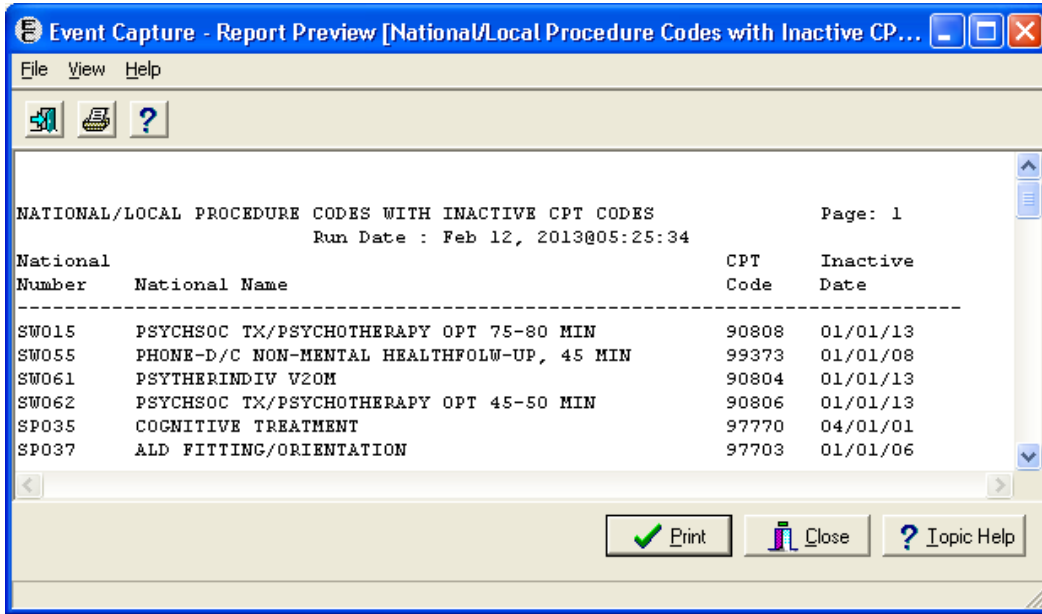 Event Capture - Report Preview [National/Local Procedure Codes with Inactive CP...
File View Help
NATIONAL/LOCAL PROCEDURE CODES WITH INACTIVE CPT CODES Page: 1
Run Date : Feb 12, 2013@05:25:34
National CPT Inactive
Number National Name Code Date
SW015 PSYCHSOC TX/PSYCHOTHERAPY OPT 75-80 MIN 90808 01/01/13
SW055 PHONE-D/C NON-MENTAL HEALTHFOLW-UP, 45 MIN 99373 01/01/08
SW061 PSYTHERINDIV V20M 90804 01/01/13
SW062 PSYCHSOC TX/PSYCHOTHERAPY OPT 45-50 MIN 90806 01/01/13
SP035 COGNITIVE TREATMENT 97770 04/01/01
SP037 ALD FITTING/ORIENTATION 97703 01/01/06
Print Close Topic Help